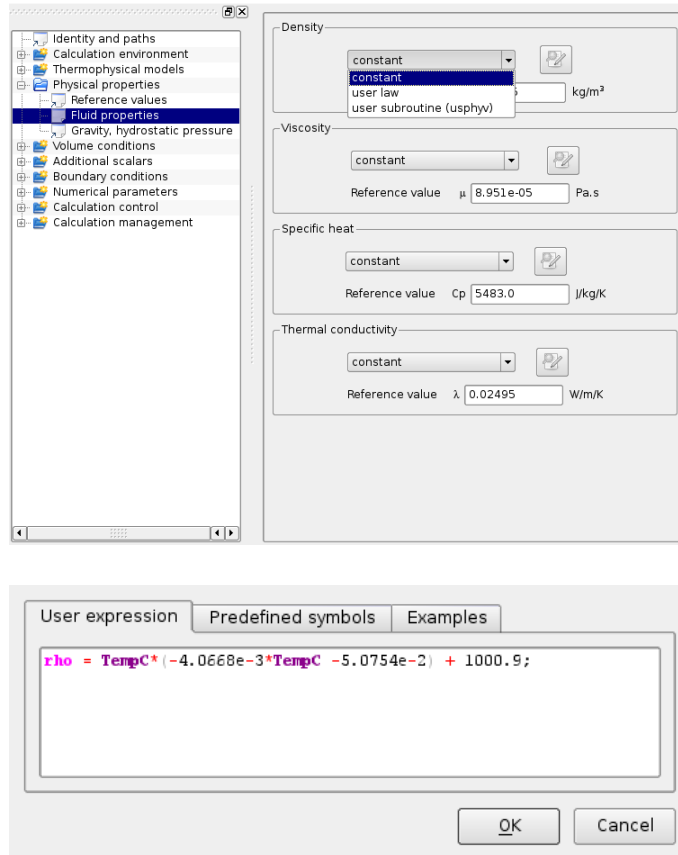 Identity and paths
Calculation environment
Thermophysical models
Physical properties
Reference values
Fluid properties
Gravity, hydrostatic pressure
Volume conditions
Additional scalars
Boundary conditions
Numerical parameters
Calculation control
Calculation management
Density
constant
constant
user law
user subroutine (usphyv)
kg/m³
Viscosity
constant
Reference value μ 8.951e-05 Pa.s
Specific heat
constant
Reference value Cp 5483.0 J/kg/K
Thermal conductivity
constant
Reference value λ 0.02495 W/m/K
User expression Predefined symbols Examples
rho = TempC*(-4.0668e-3*TempC -5.0754e-2) + 1000.9;
OK Cancel